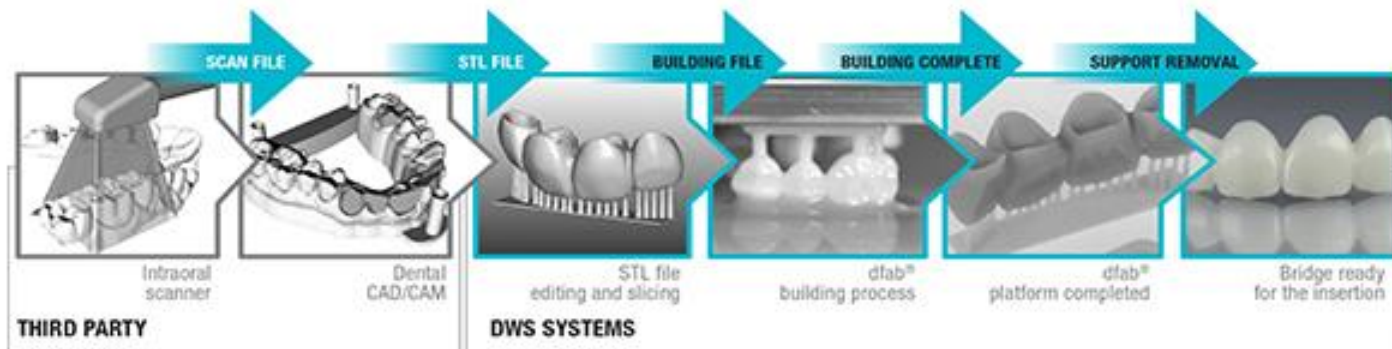 SCAN FILE
STL FILE
BUILDING FILE
BUILDING COMPLETE
SUPPORT REMOVAL
Intraoral
scanner
Dental
CAD/CAM
STL file
editing and slicing
dfab®
building process
dfab®
platform completed
Bridge ready
for the insertion
THIRD PARTY
DWS SYSTEMS